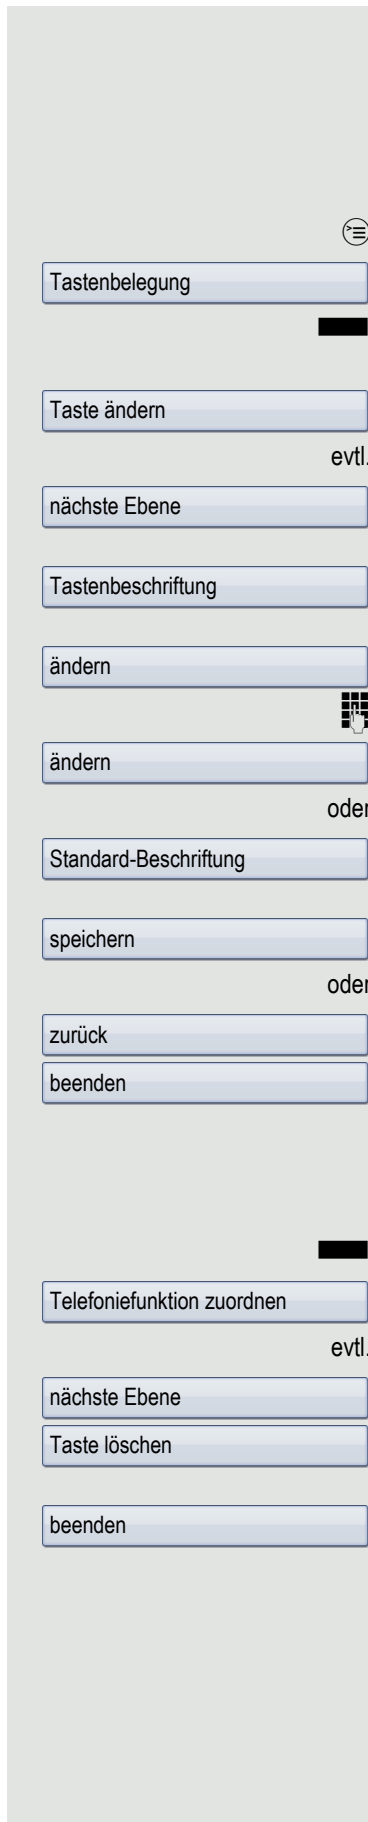 Tastenbelegung
Taste ändern
evtl.
nächste Ebene
Tastenbeschriftung
ändern
ändern
oder
Standard-Beschriftung
speichern
oder
zurück
beenden
Telefoniefunktion zuordnen
evtl.
nächste Ebene
Taste löschen
beenden